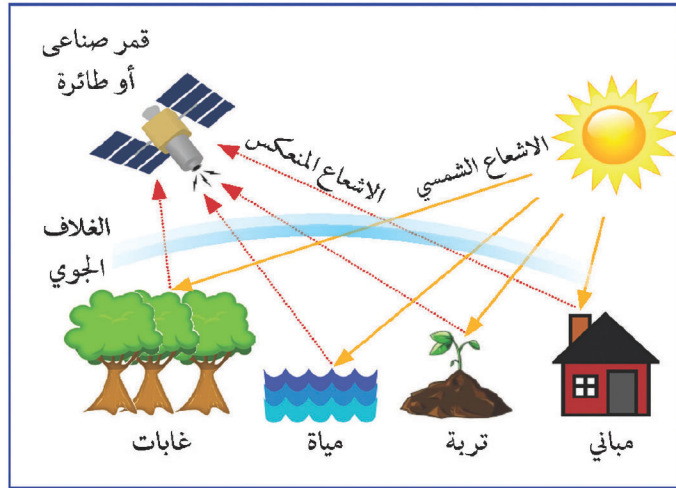 قمر صناعى
أو طائرة
الاشعاع الشمسي
الاشعاع المنعكس
الغلاف
الجوي
مباني
تربة
مياة
غابات